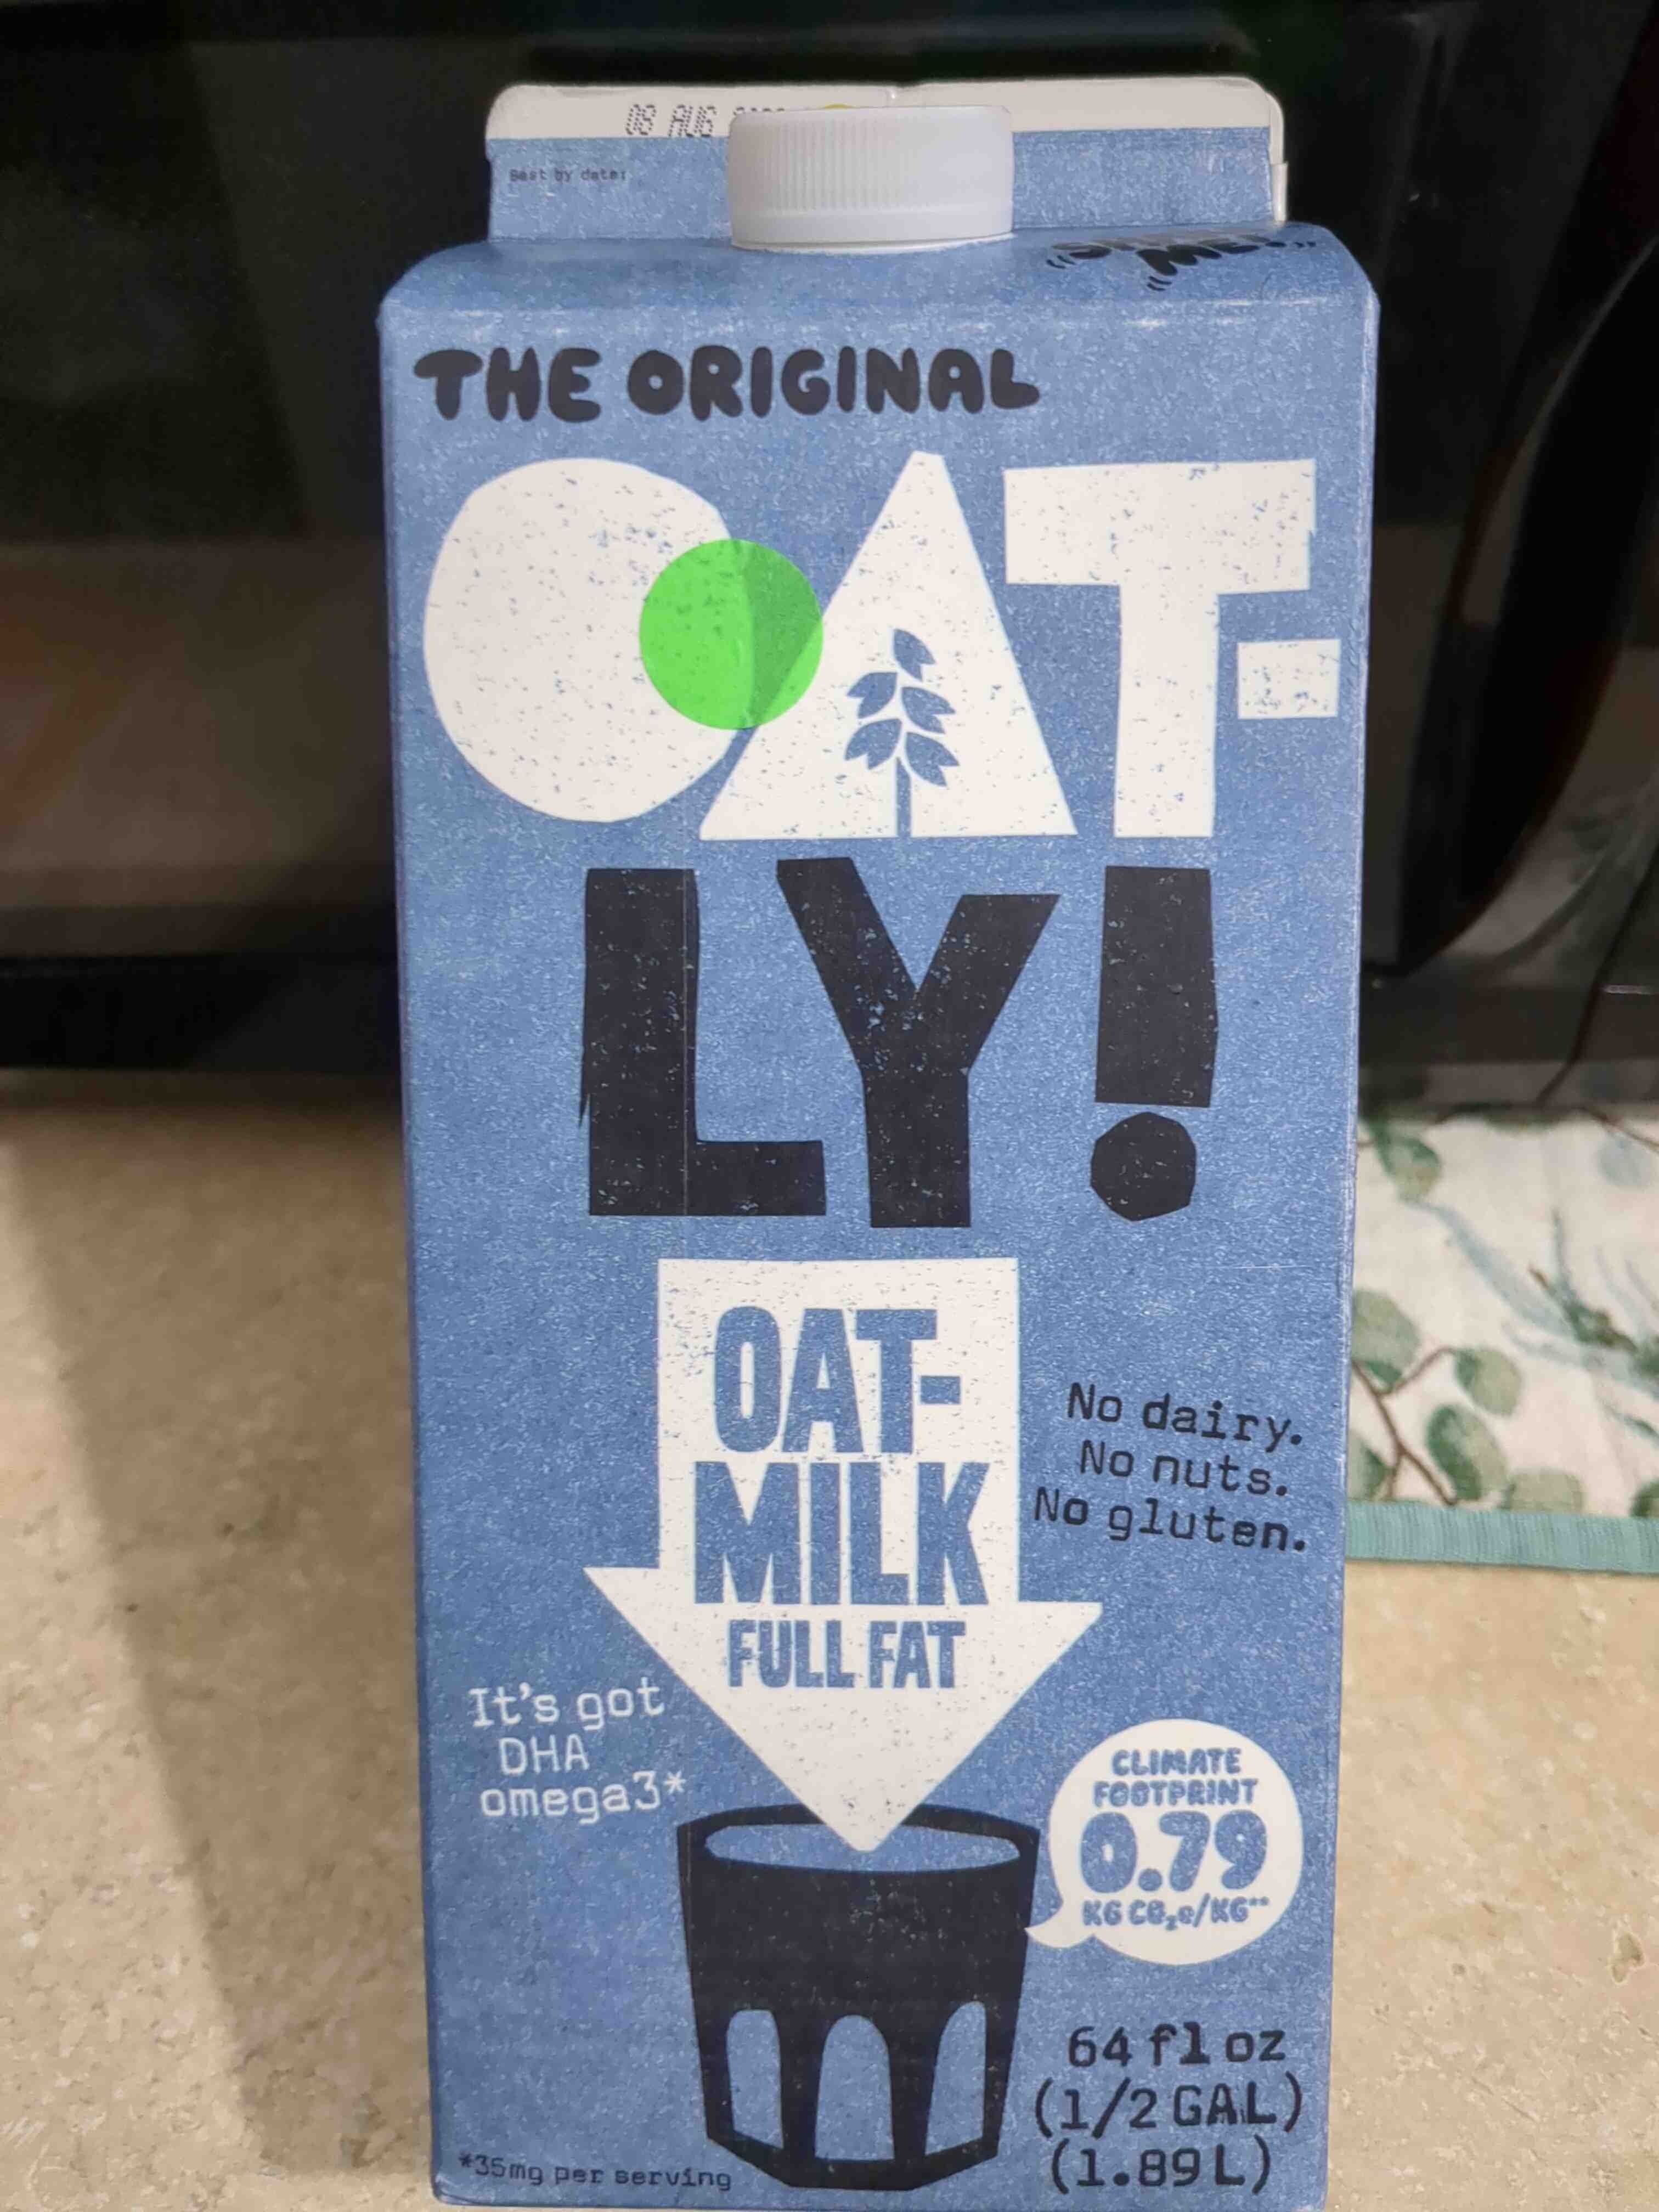 08 AUG
Best by date:
THE ORIGINAL
OAT-
LY!
OAT-
MILK
FULL FAT
No dairy.
No nuts.
No gluten.
It's got
DHA
omega3*
CLIMATE
FOOTPRINT
0.79
KG CO₂e/KG**
64 fl oz
(1/2 GAL)
(1.89 L)
*35mg per serving